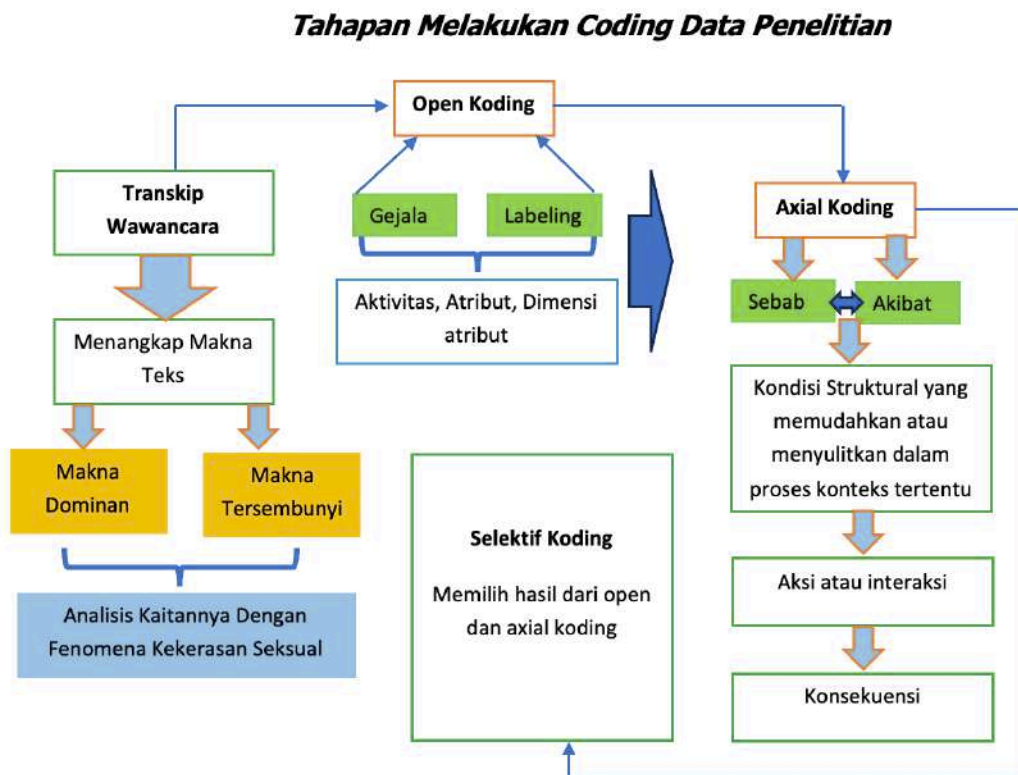 Tahapan Melakukan Coding Data Penelitian
Open Koding
Transkip
Wawancara
Gejala
Labeling
Aktivitas, Atribut, Dimensi
atribut
Menangkap Makna
Teks
Makna
Dominan
Makna
Tersembunyi
Analisis Kaitannya Dengan
Fenomena Kekerasan Seksual
Axial Koding
Sebab
Akibat
Kondisi Struktural yang
memudahkan atau
menyulitkan dalam
proses konteks tertentu
Aksi atau interaksi
Konsekuensi
Selektif Koding
Memilih hasil dari open
dan axial koding